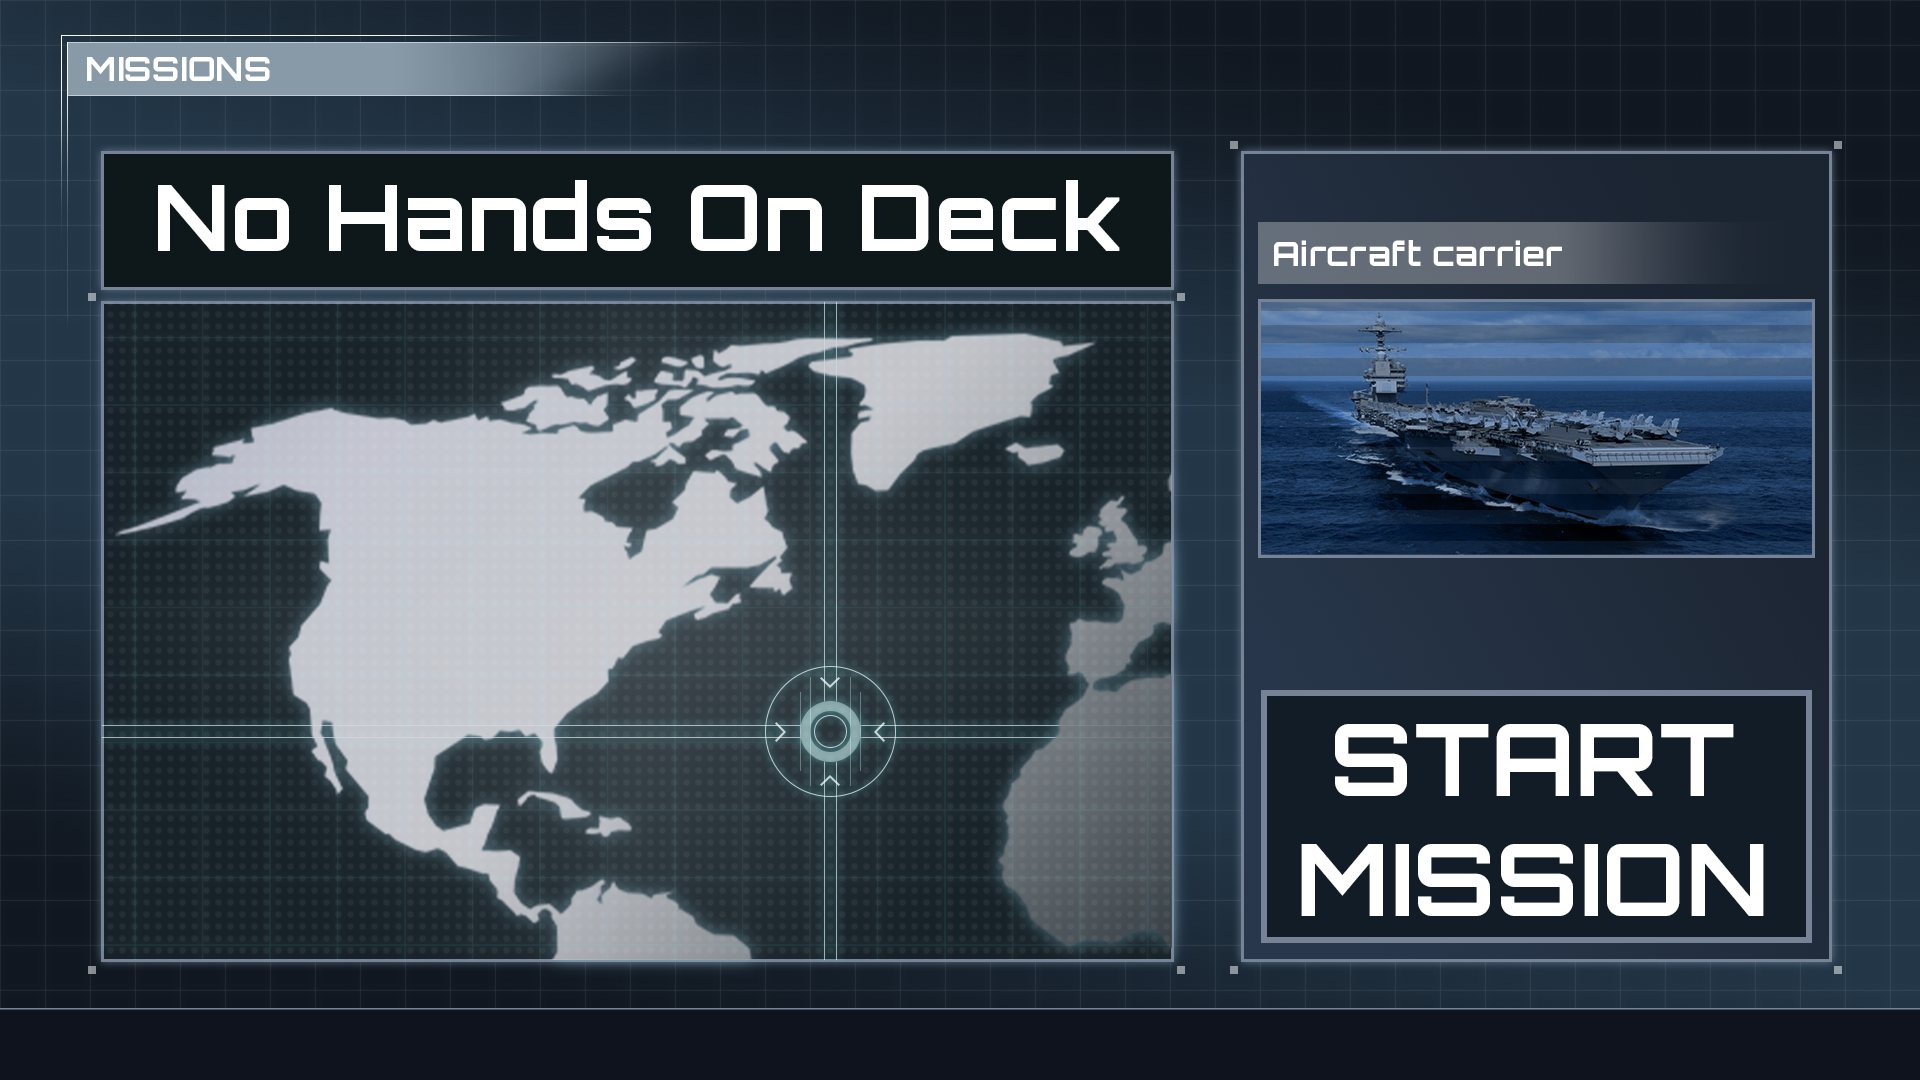 MISSIONS
No Hands On Deck
Aircraft carrier
START
MISSION